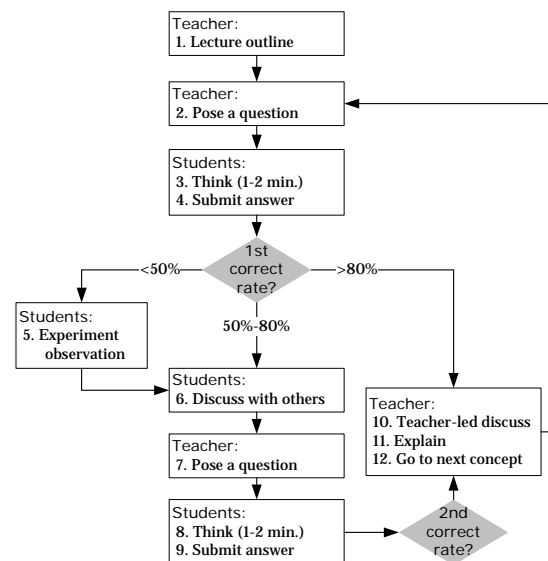 Teacher:
1. Lecture outline
Teacher:
2. Pose a question
Students:
3. Think (1-2 min.)
4. Submit answer
1st
correct
rate?
<50%
>80%
50%-80%
Students:
5. Experiment
observation
Students:
6. Discuss with others
Teacher:
7. Pose a question
Students:
8. Think (1-2 min.)
9. Submit answer
2nd
correct
rate?
Teacher:
10. Teacher-led discuss
11. Explain
12. Go to next concept